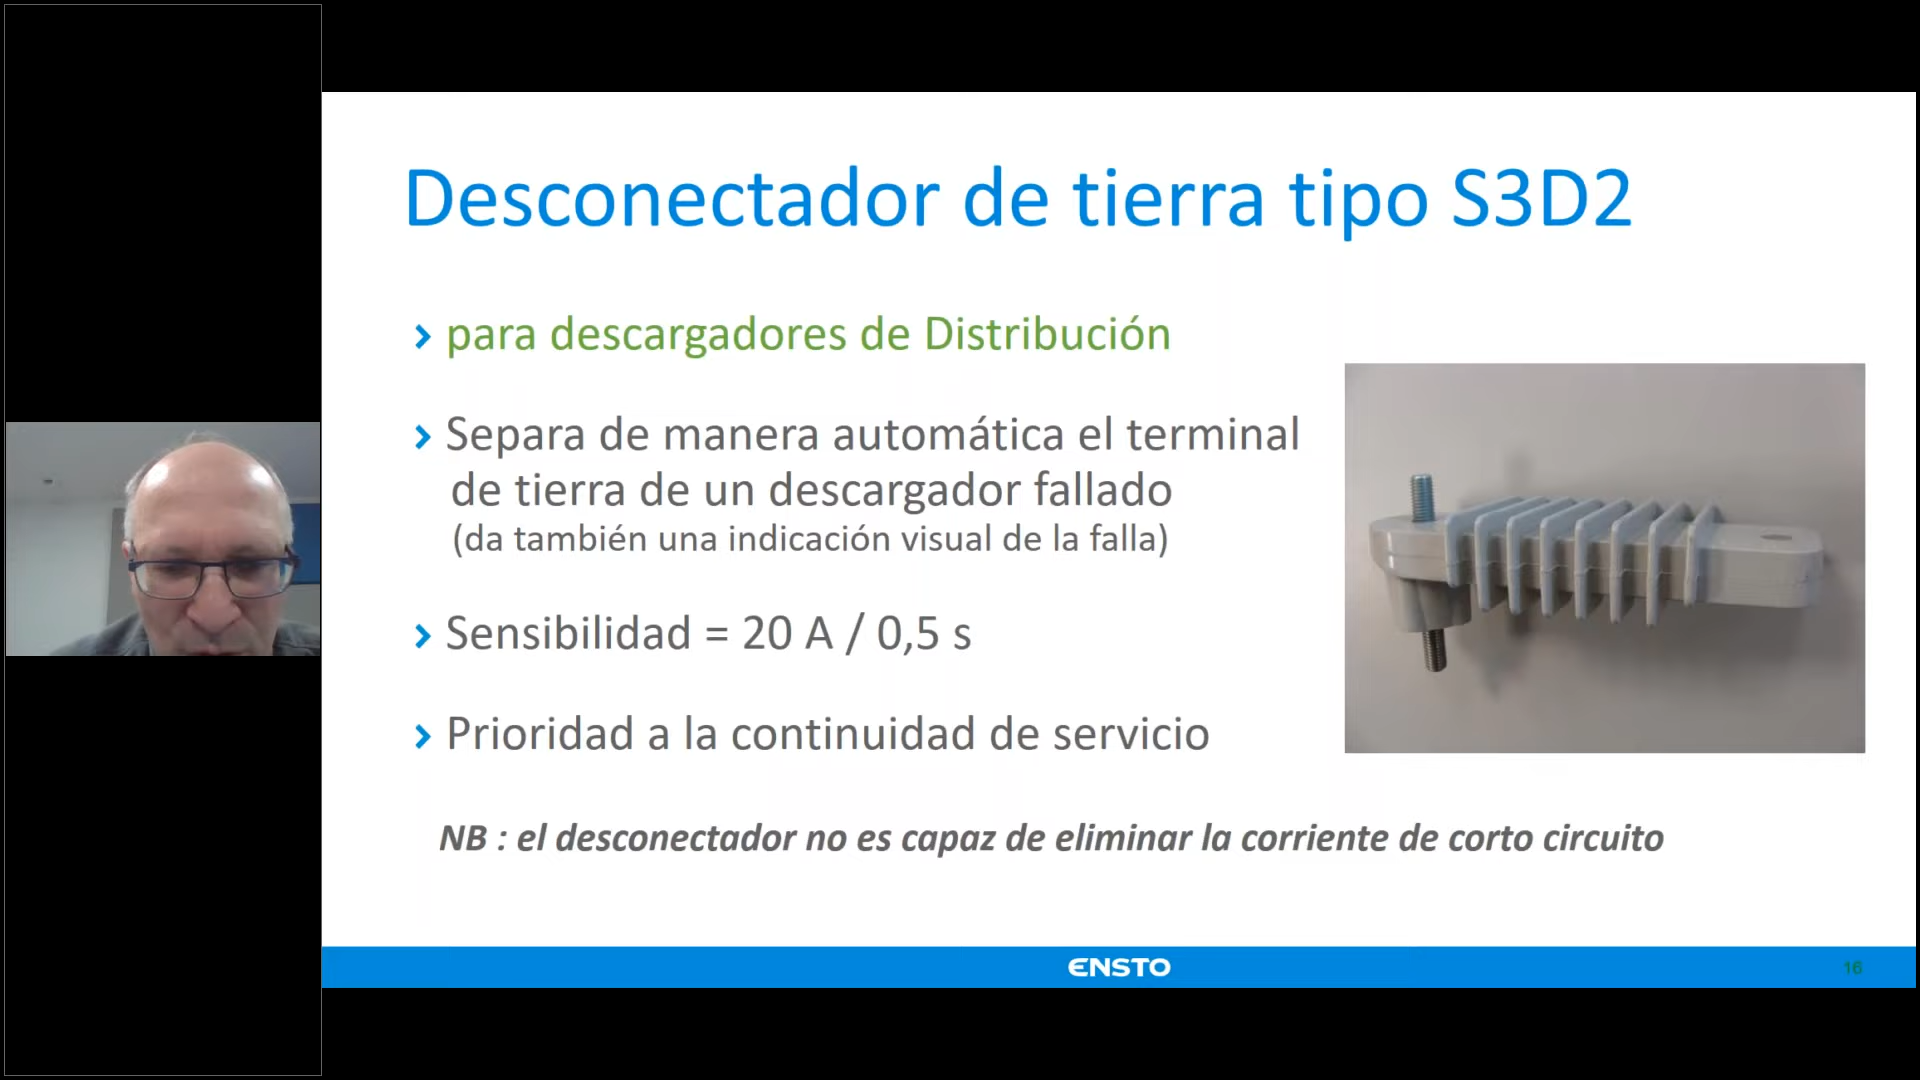 Desconectador de tierra tipo S3D2
para descargadores de Distribución
Separa de manera automática el terminal
de tierra de un descargador fallado
(da también una indicación visual de la falla)
Sensibilidad = 20 A / 0,5 s
Prioridad a la continuidad de servicio
NB : el desconectador no es capaz de eliminar la corriente de corto circuito
ENSTO
16